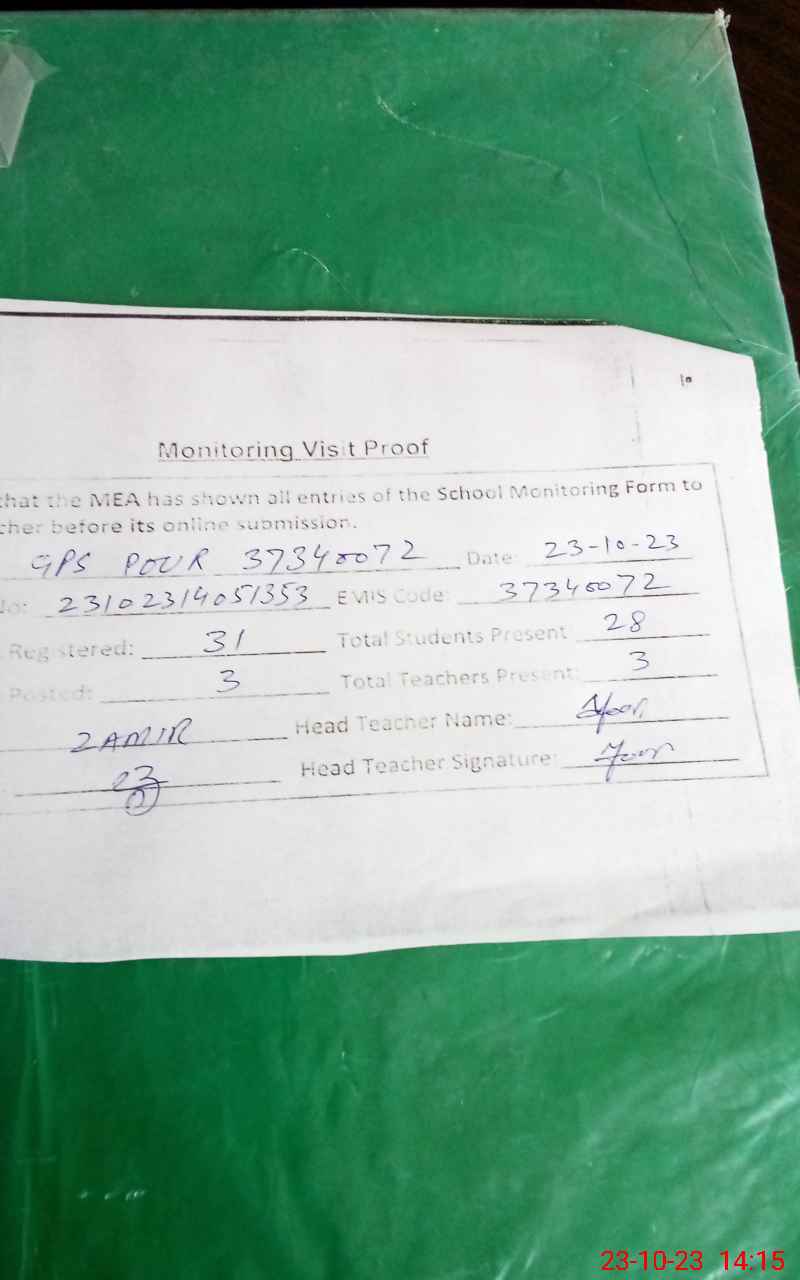 Monitoring Visit Proof
that the MEA has shown all entries of the School Monitoring Form to
cher before its online submission.
GPS POUR 37340072 Date: 23-10-23
No: 23102314051353 EMIS Code: 37340072
Registered: 31 Total Students Present 28
Posted: 3 Total Teachers Present: 3
ZAMIR Head Teacher Name:
Head Teacher Signature:
23-10-23 14:15